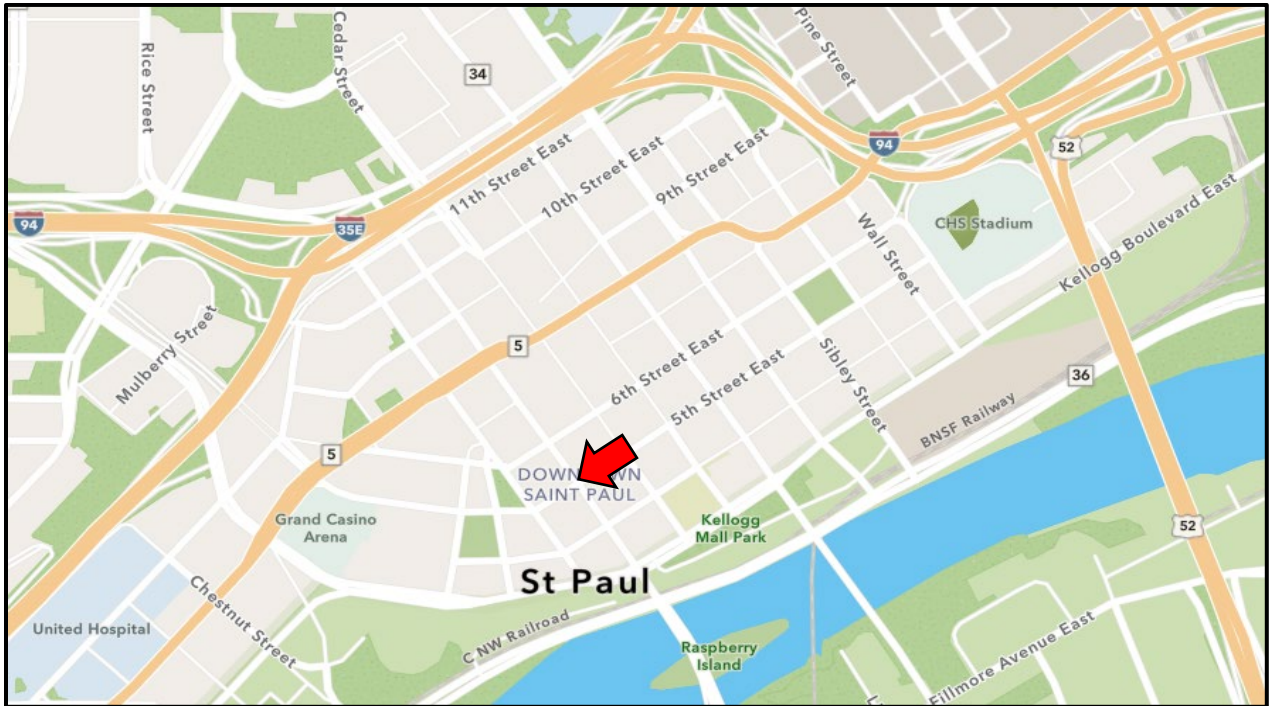 Rice Street
Cedar Street
34
Pine Street
94
52
11th Street East
10th Street East
9th Street East
94
35E
Wall Street
CHS Stadium
Kellogg Boulevard East
Mulberry Street
5
6th Street East
5th Street East
Sibley Street
36
BNSF Railway
5
SAINT PAUL
Grand Casino
Arena
Kellogg
Mall Park
52
St Paul
Chestnut Street
United Hospital
C NW Railroad
Raspberry
Island
Fillmore Avenue East